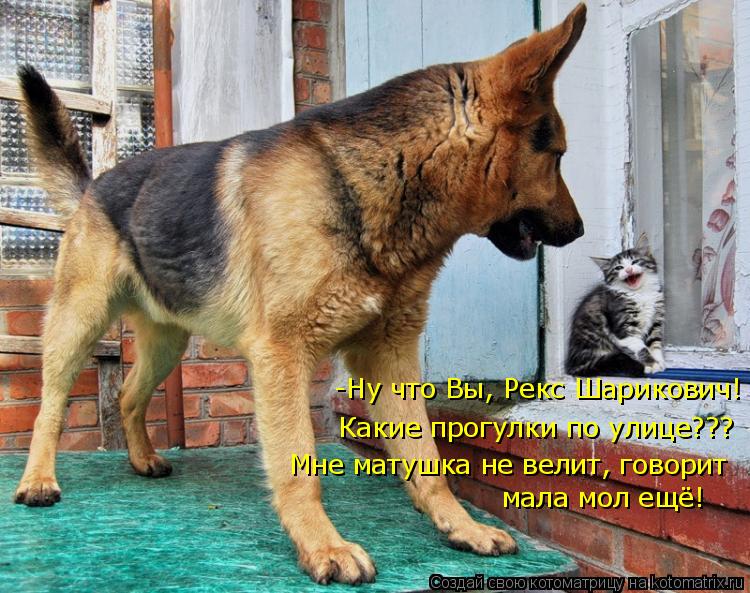 -Ну что Вы, Рекс Шарикович!
Какие прогулки по улице???
Мне матушка не велит, говорит
мала мол ещё!
Создай свою котоматрицу на kotomatrix.ru